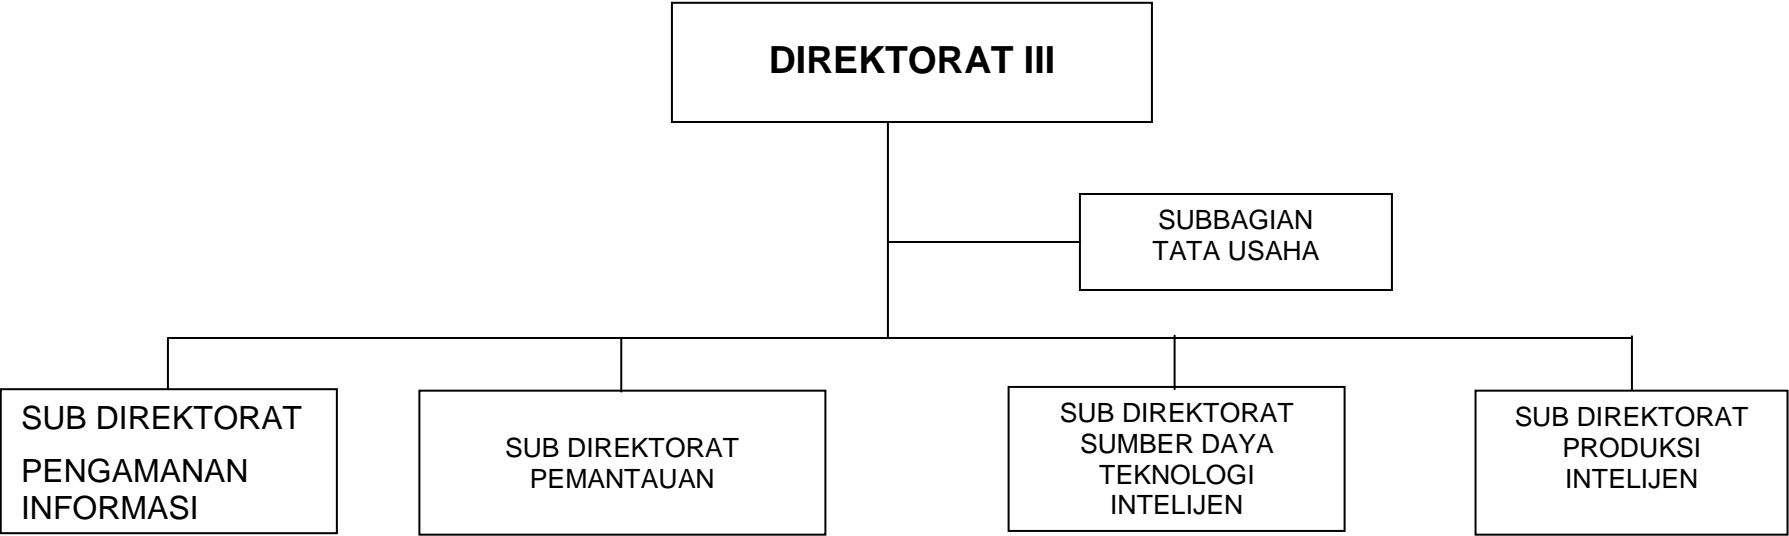 DIREKTORAT III
SUBBAGIAN
TATA USAHA
SUB DIREKTORAT
PENGAMANAN
INFORMASI
SUB DIREKTORAT
PEMANTAUAN
SUB DIREKTORAT
SUMBER DAYA
TEKNOLOGI
INTELIJEN
SUB DIREKTORAT
PRODUKSI
INTELIJEN